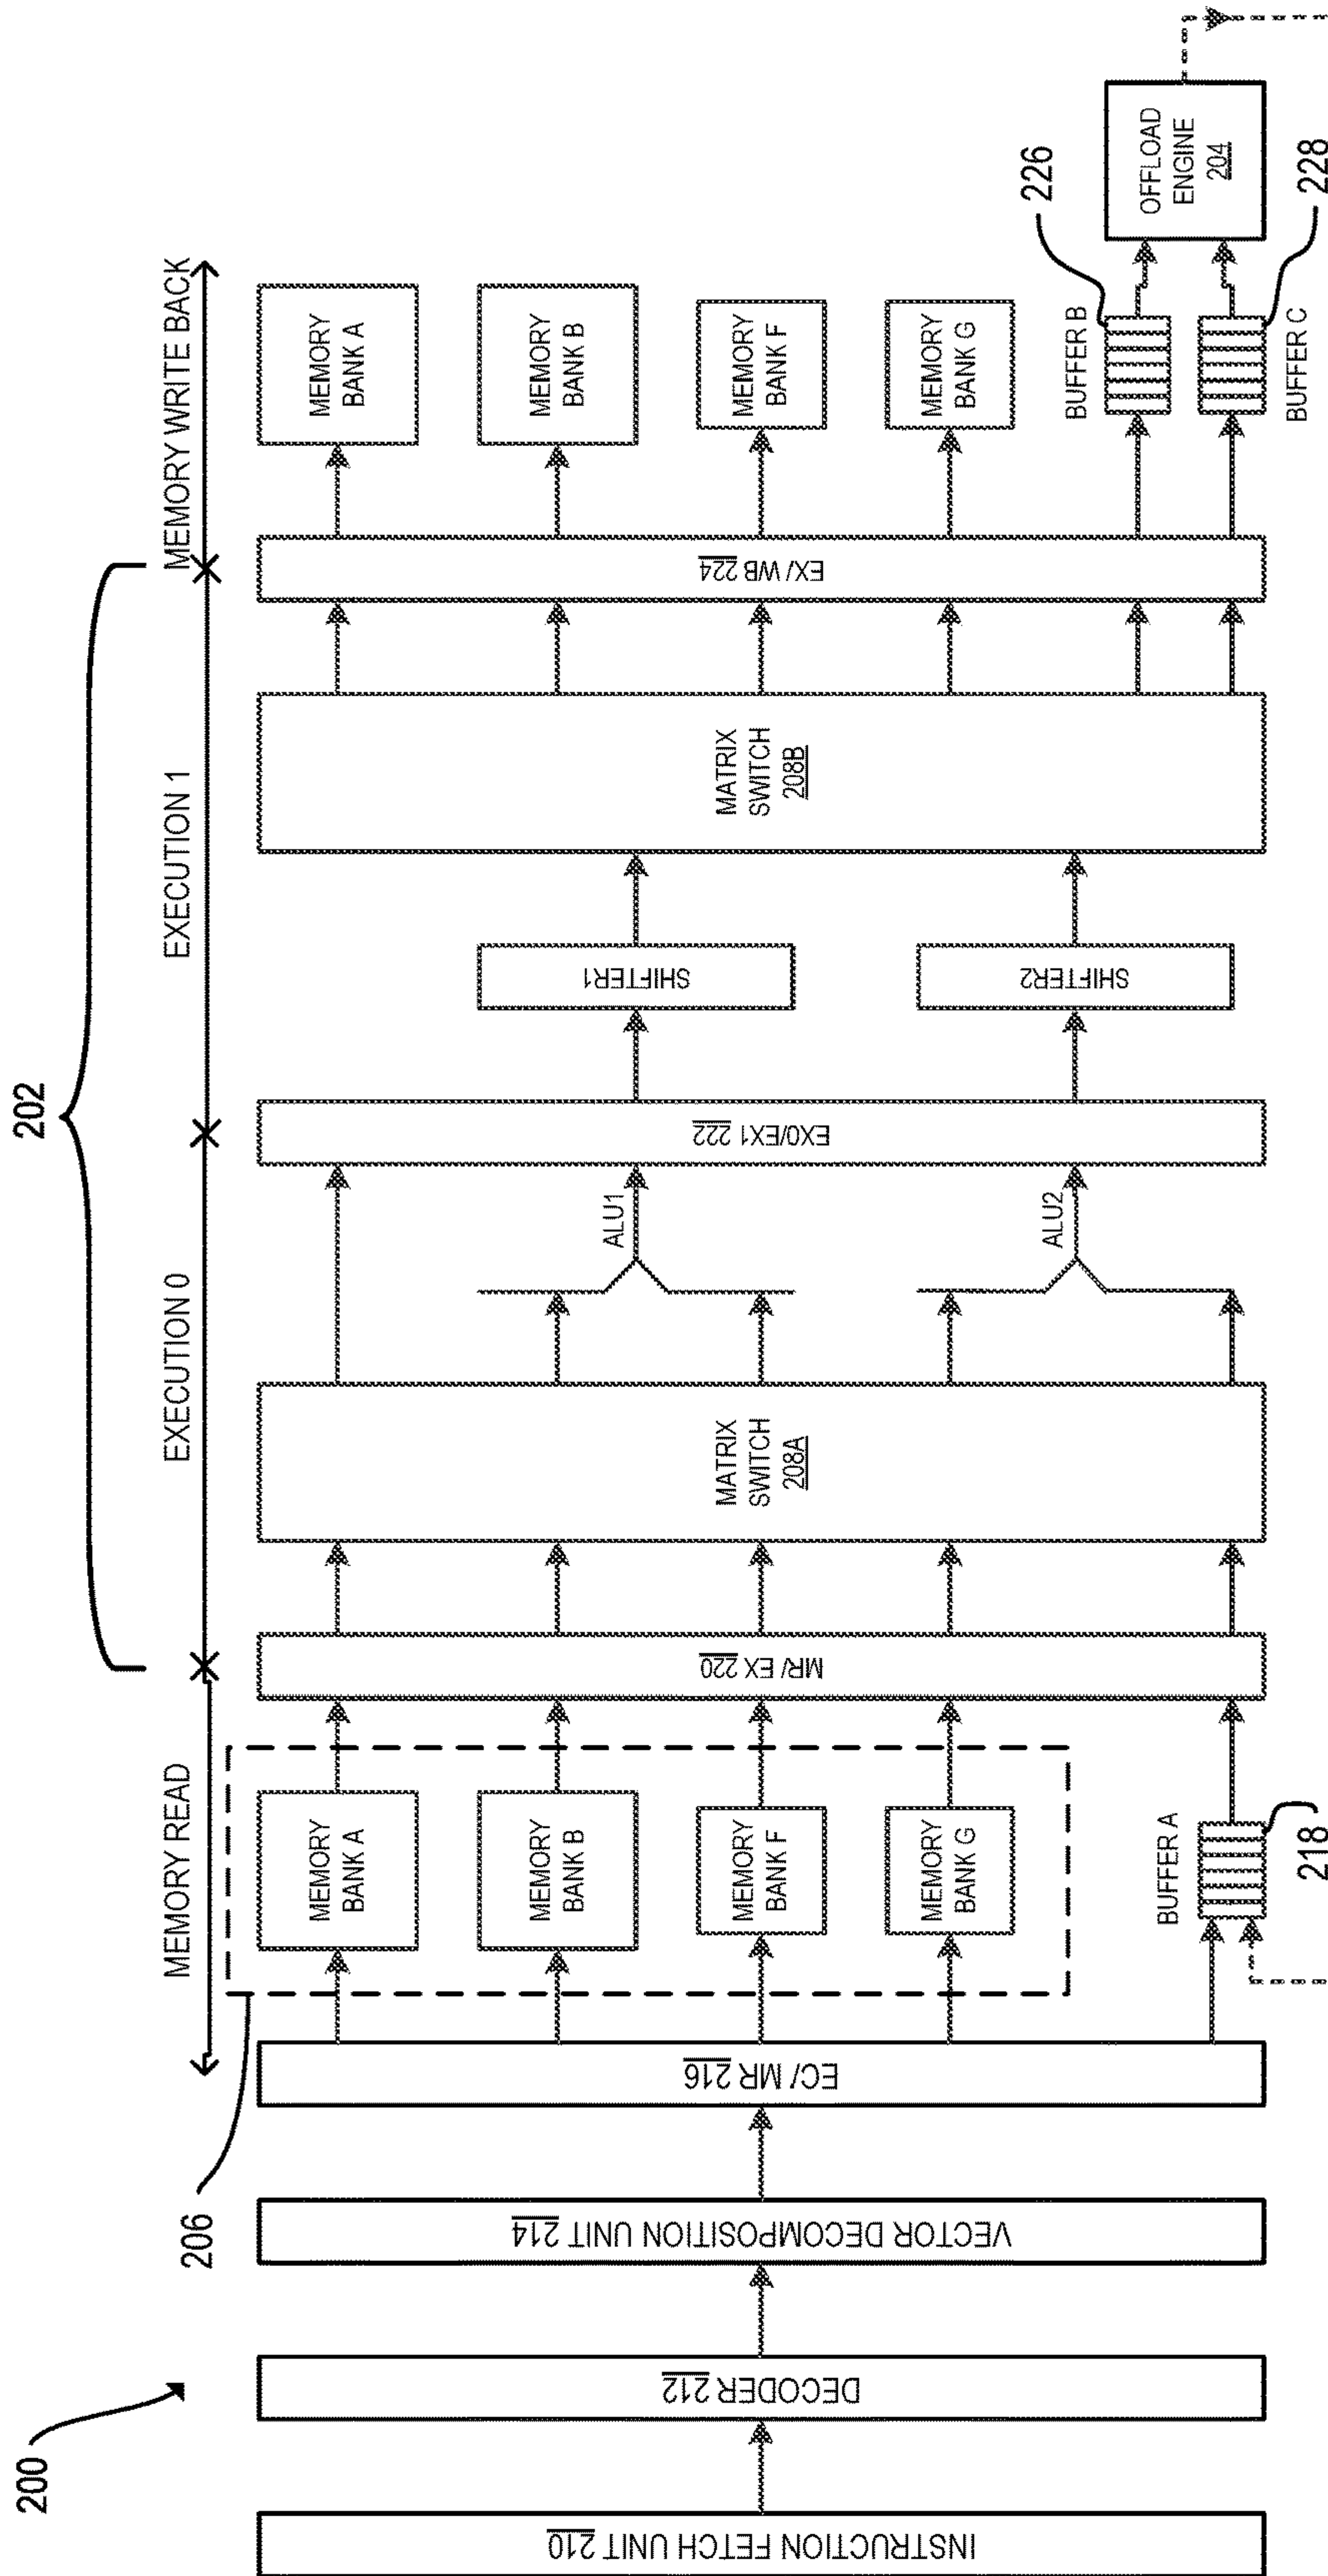 200
202
MEMORY READ
EXECUTION 0
EXECUTION 1
MEMORY WRITE BACK
206
INSTRUCTION FETCH UNIT 210
DECODER 212
VECTOR DECOMPOSITION UNIT 214
EC/ MR 216
MEMORY
BANK A
MEMORY
BANK B
MEMORY
BANK F
MEMORY
BANK G
BUFFER A
218
MR/ EX 220
MATRIX
SWITCH
208A
ALU1
ALU2
EX0/EX1 222
SHIFTER1
SHIFTER2
MATRIX
SWITCH
208B
EX/ WB 224
MEMORY
BANK A
MEMORY
BANK B
MEMORY
BANK F
MEMORY
BANK G
BUFFER B
226
BUFFER C
228
OFFLOAD
ENGINE
204